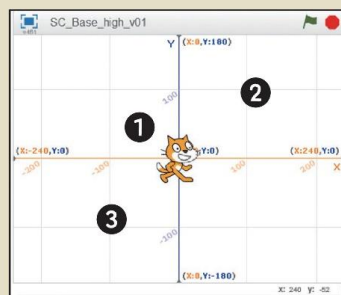 SC_Base_high_v01
v461
Y (X:0,Y:180)
100
2
1
(X:-240,Y:0)
Y:0)
(X:240,Y:0)
-200
-100
100
200
X
3
-100
(X:0,Y:-180)
X: 240 y: -52